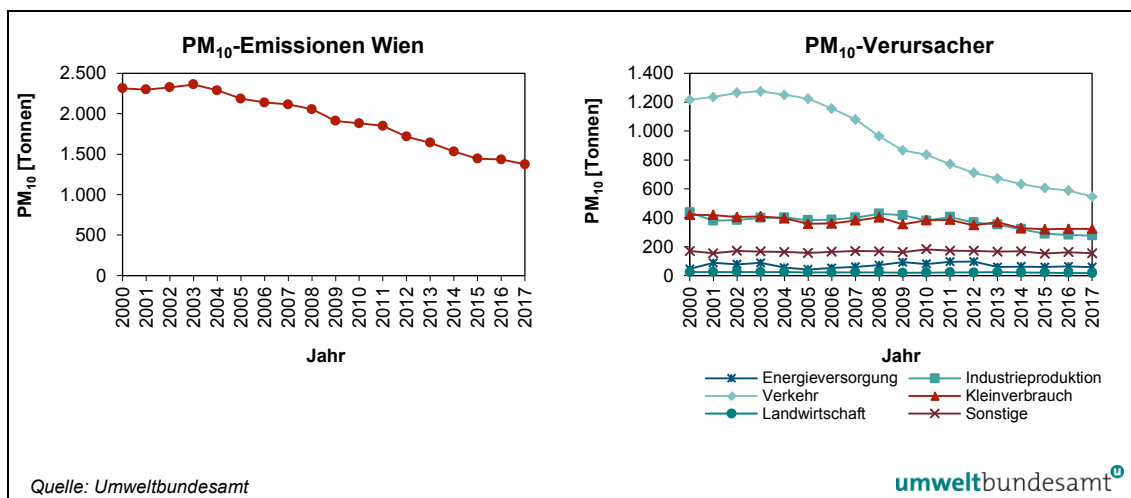 PM₁₀-Emissionen Wien
PM₁₀ [Tonnen]
2.500
2.000
1.500
1.000
500
0
2000 2001 2002 2003 2004 2005 2006 2007 2008 2009 2010 2011 2012 2013 2014 2015 2016 2017
Jahr
PM₁₀-Verursacher
PM₁₀ [Tonnen]
1.400
1.200
1.000
800
600
400
200
0
2000 2001 2002 2003 2004 2005 2006 2007 2008 2009 2010 2011 2012 2013 2014 2015 2016 2017
Jahr
Energieversorgung Industrieproduktion
Verkehr Kleinverbrauch
Landwirtschaft Sonstige
Quelle: Umweltbundesamt
umweltbundesamt u